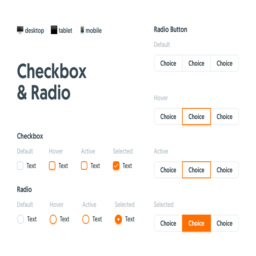 desktop tablet mobile
Checkbox
& Radio
Checkbox
Default Hover Active Selected
Text Text Text Text
Radio
Default Hover Active Selected
Text Text Text Text
Radio Button
Default
Choice Choice Choice
Hover
Choice Choice Choice
Active
Choice Choice Choice
Selected
Choice Choice Choice